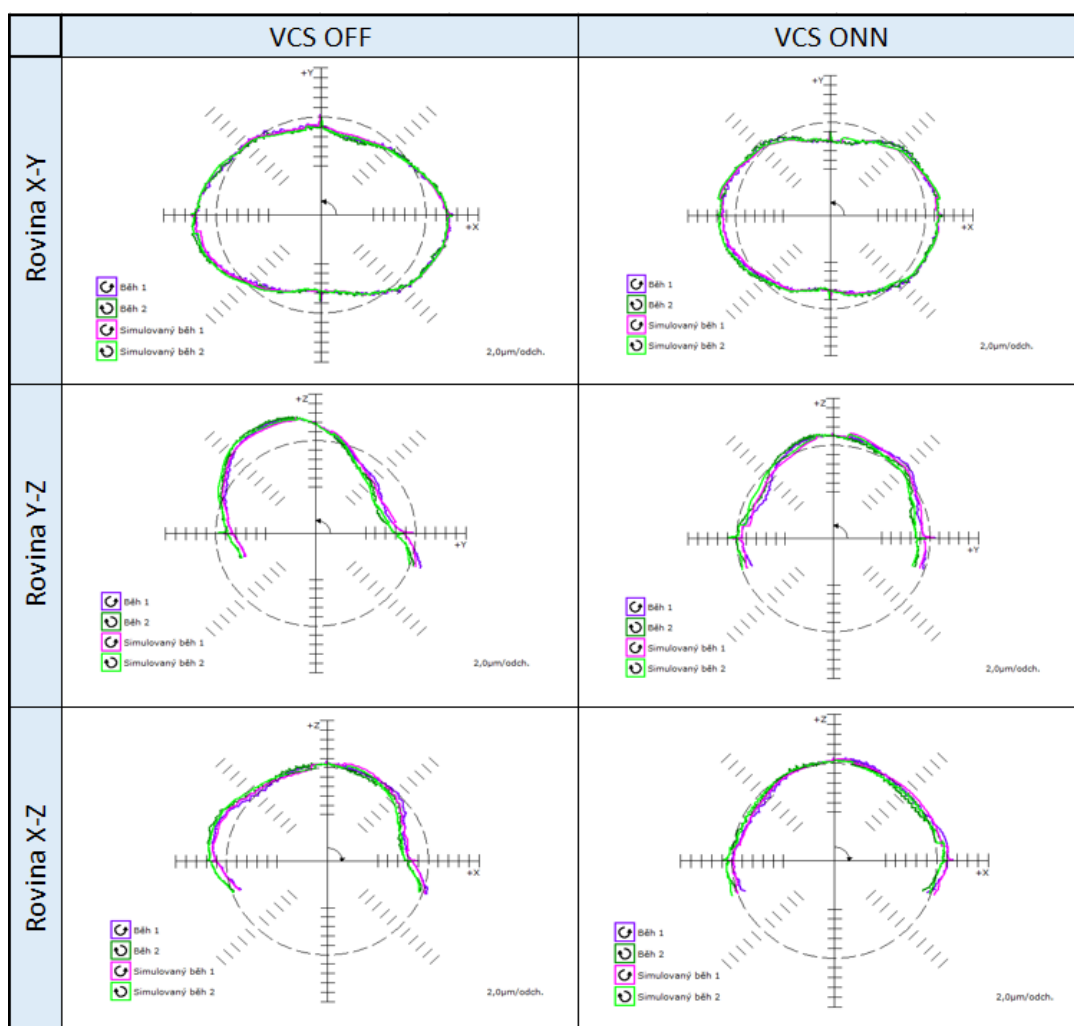 VCS OFF
VCS ONN
Rovina X-Y
+Y
+X
Běh 1
Běh 2
Simulovaný běh 1
Simulovaný běh 2
2,0µm/odch.
+Y
+X
Běh 1
Běh 2
Simulovaný běh 1
Simulovaný běh 2
2,0µm/odch.
Rovina Y-Z
+Z
+Y
Běh 1
Běh 2
Simulovaný běh 1
Simulovaný běh 2
2,0µm/odch.
+Z
+Y
Běh 1
Běh 2
Simulovaný běh 1
Simulovaný běh 2
2,0µm/odch.
Rovina X-Z
+Z
+X
Běh 1
Běh 2
Simulovaný běh 1
Simulovaný běh 2
2,0µm/odch.
+Z
+X
Běh 1
Běh 2
Simulovaný běh 1
Simulovaný běh 2
2,0µm/odch.